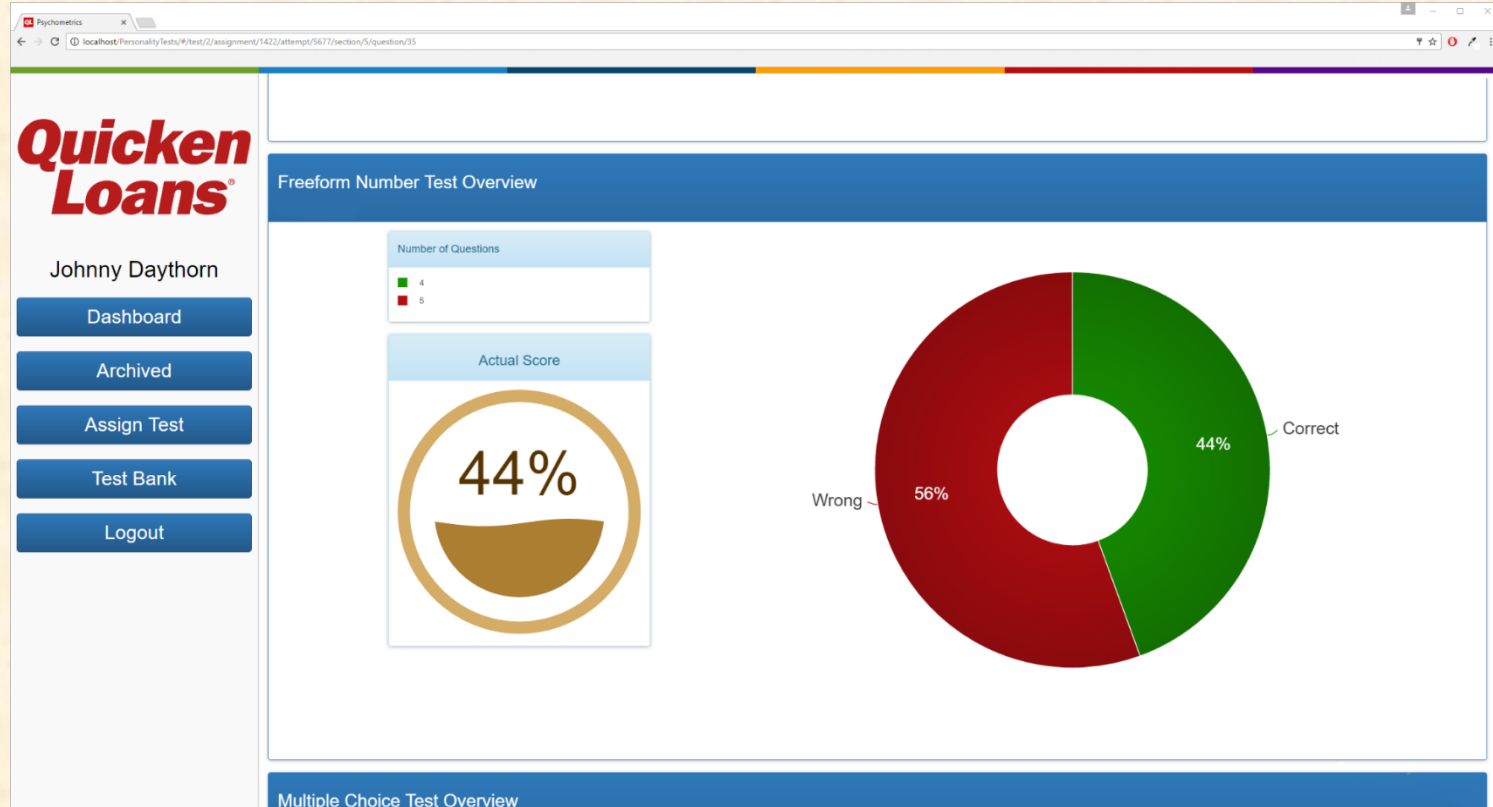 QL Psychometrics
localhost/PersonalityTests/#/test/2/assignment/1422/attempt/5677/section/5/question/35
Quicken
Loans®
Johnny Daythorn
Dashboard
Archived
Assign Test
Test Bank
Logout
Freeform Number Test Overview
Number of Questions
4
5
Actual Score
44%
Correct
44%
Wrong
56%
Multiple Choice Test Overview